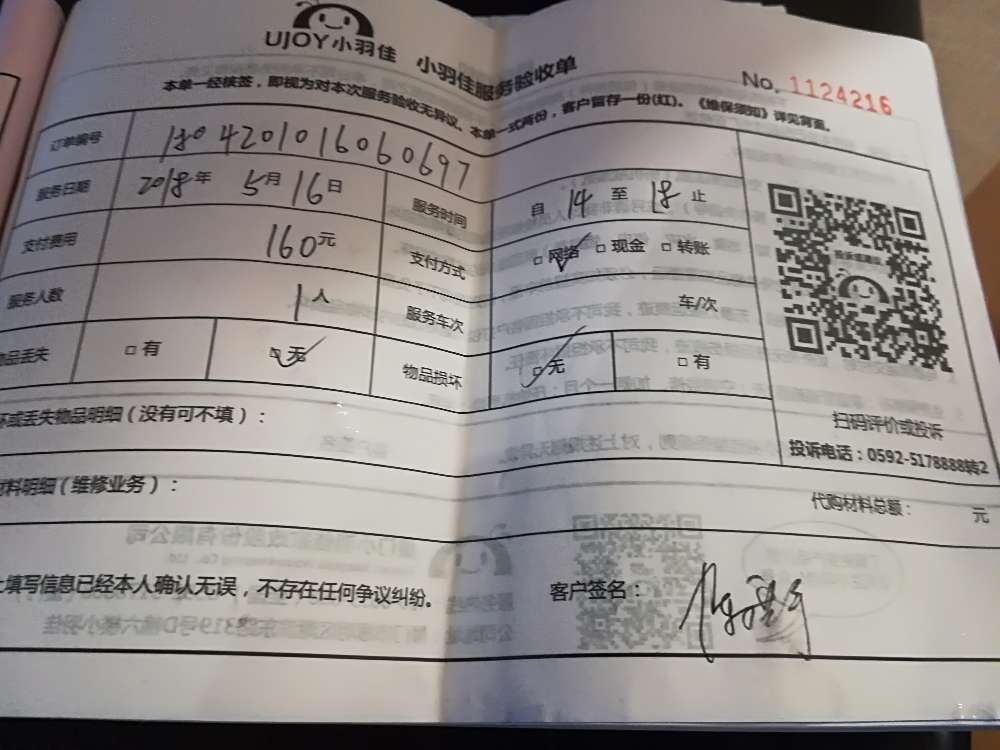 UJOY小羽佳 小羽佳服务验收单
No. 1124216
本单一经核签，即视为对本次服务验收无异议。本单一式两份，客户留存一份(红)。《维保须知》详见背面。
订单编号 1804201016060697
服务日期 2018年 5月16日 服务时间 自 14 至 18 止
支付费用 160元 支付方式 □网络 □现金 □转账
服务人数 1人 服务车次 车/次
物品丢失 □有 □无 物品损坏 □无 □有
坏或丢失物品明细（没有可不填）：
扫码评价或投诉
投诉电话：0592-5178888转2
材料明细（维修业务）：
代购材料总额： 元
上填写信息已经本人确认无误，不存在任何争议纠纷。 客户签名：